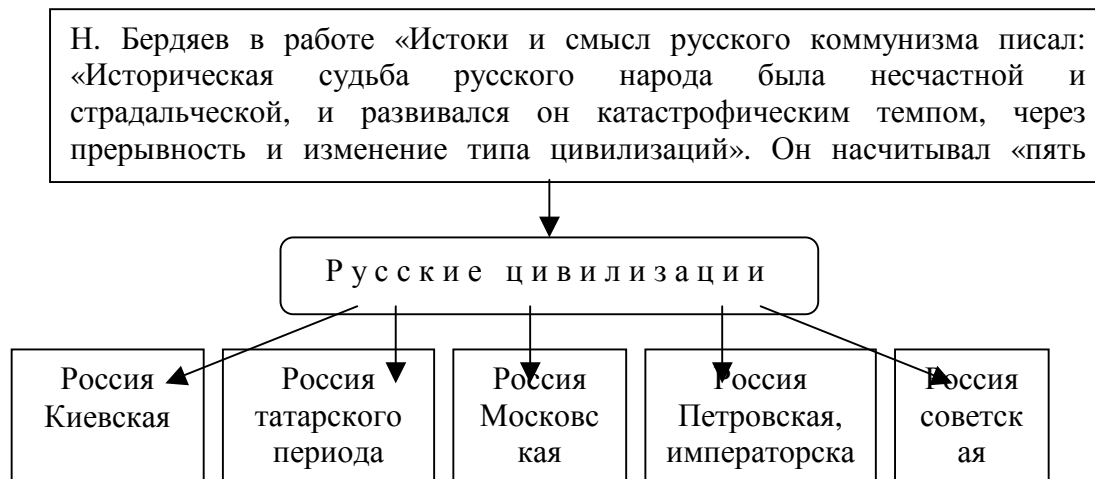 Н. Бердяев в работе «Истоки и смысл русского коммунизма писал:
«Историческая судьба русского народа была несчастной и
страдальческой, и развивался он катастрофическим темпом, через
прерывность и изменение типа цивилизаций». Он насчитывал «пять
Русские цивилизации
Россия
Киевская
Россия
татарского
периода
Россия
Московс
кая
Россия
Петровская,
императорска
Россия
советск
ая